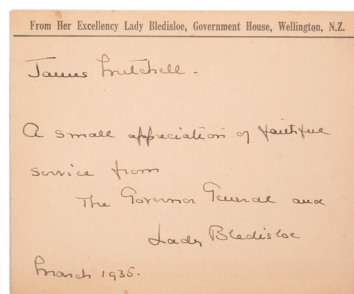 From Her Excellency Lady Bledisloe, Government House, Wellington, N.Z.
James Mitchell.
A small appreciation of faithful
service from
The Governor General and
Lady Bledisloe
March 1935.